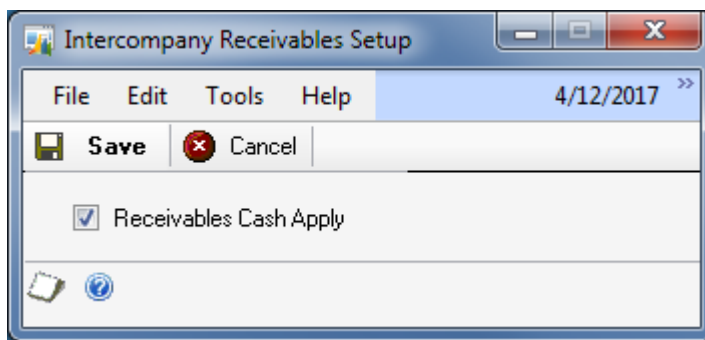 Intercompany Receivables Setup
File Edit Tools Help 4/12/2017 »
Save Cancel
Receivables Cash Apply